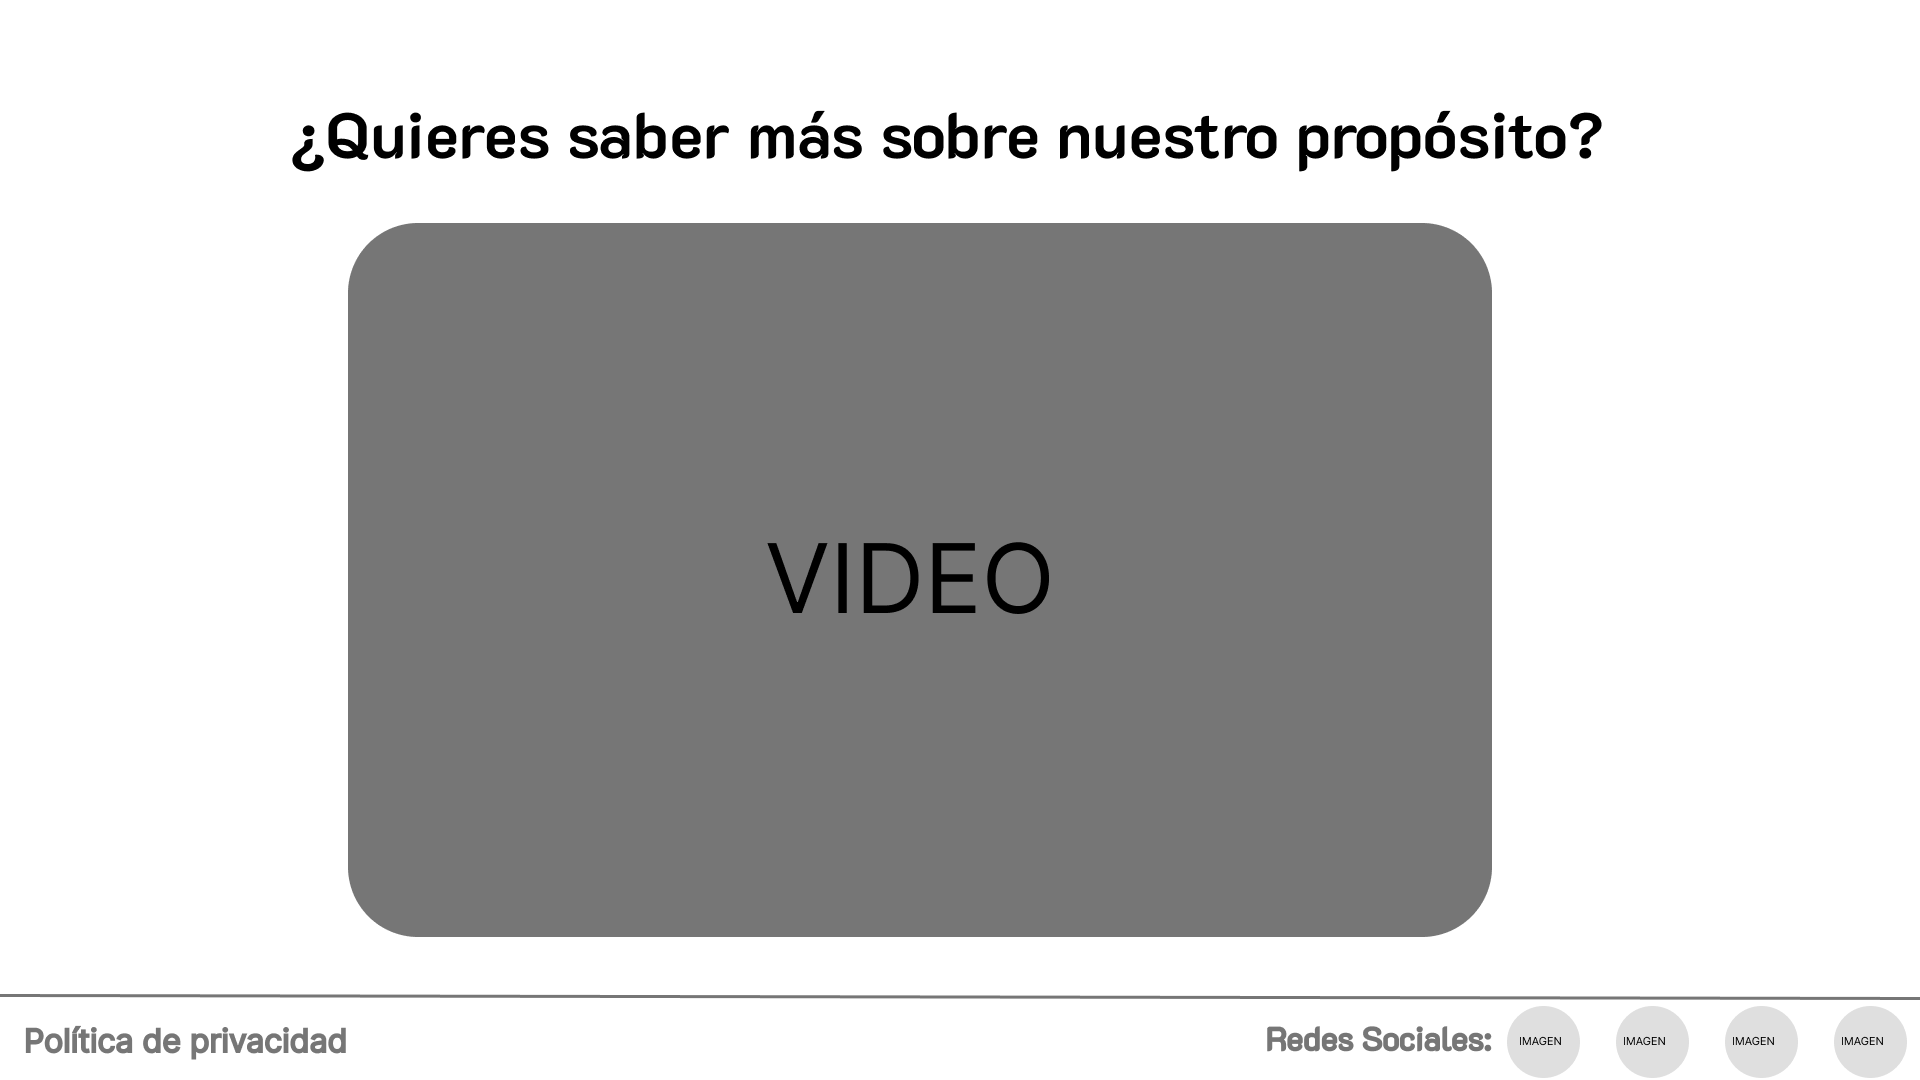 ¿Quieres saber más sobre nuestro propósito?
VIDEO
Política de privacidad
Redes Sociales:
IMAGEN
IMAGEN
IMAGEN
IMAGEN